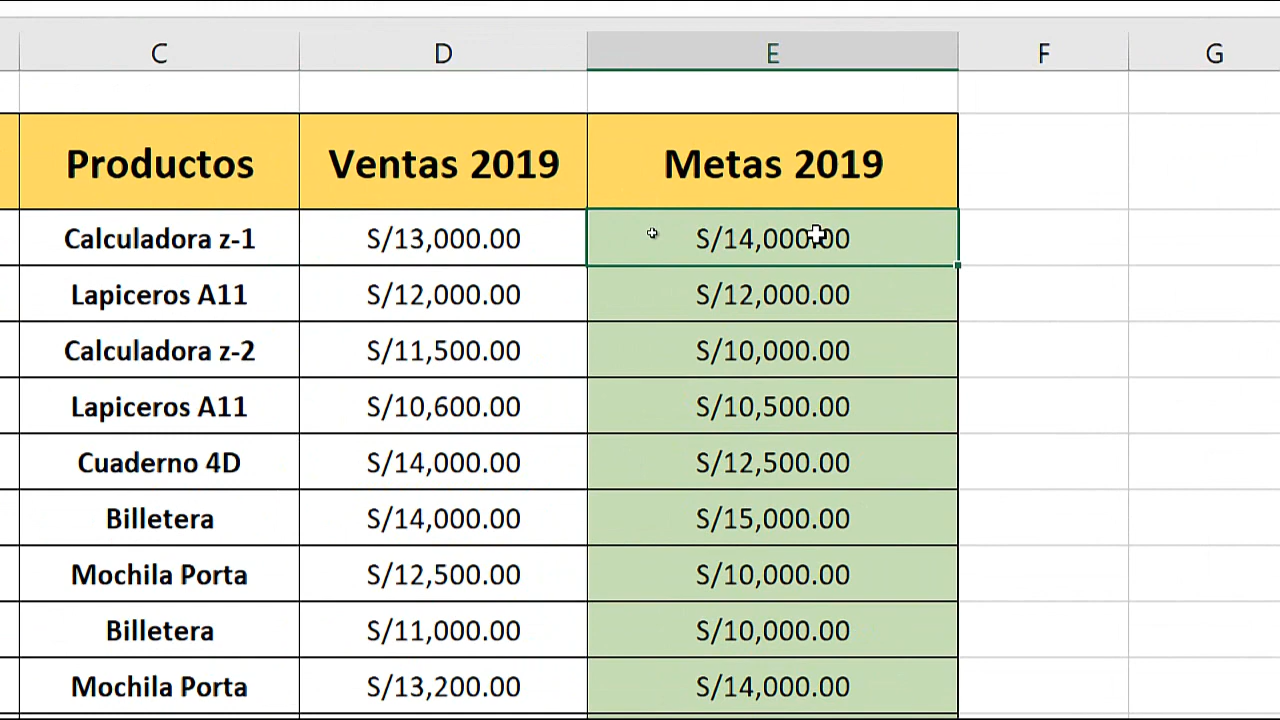 C D E F G
Productos Ventas 2019 Metas 2019
Calculadora z-1 S/13,000.00 S/14,000.00
Lapiceros A11 S/12,000.00 S/12,000.00
Calculadora z-2 S/11,500.00 S/10,000.00
Lapiceros A11 S/10,600.00 S/10,500.00
Cuaderno 4D S/14,000.00 S/12,500.00
Billetera S/14,000.00 S/15,000.00
Mochila Porta S/12,500.00 S/10,000.00
Billetera S/11,000.00 S/10,000.00
Mochila Porta S/13,200.00 S/14,000.00